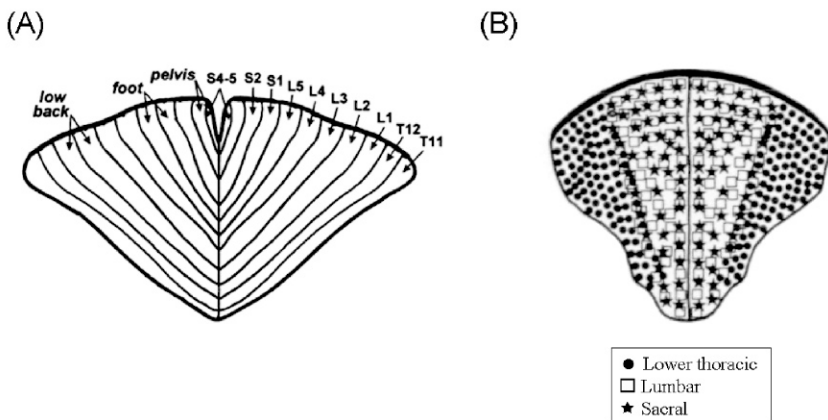 (A)
(B)
low back
foot
pelvis
S4-5
S2
S1
L5
L4
L3
L2
L1
T12
T11
Lower thoracic
Lumbar
Sacral